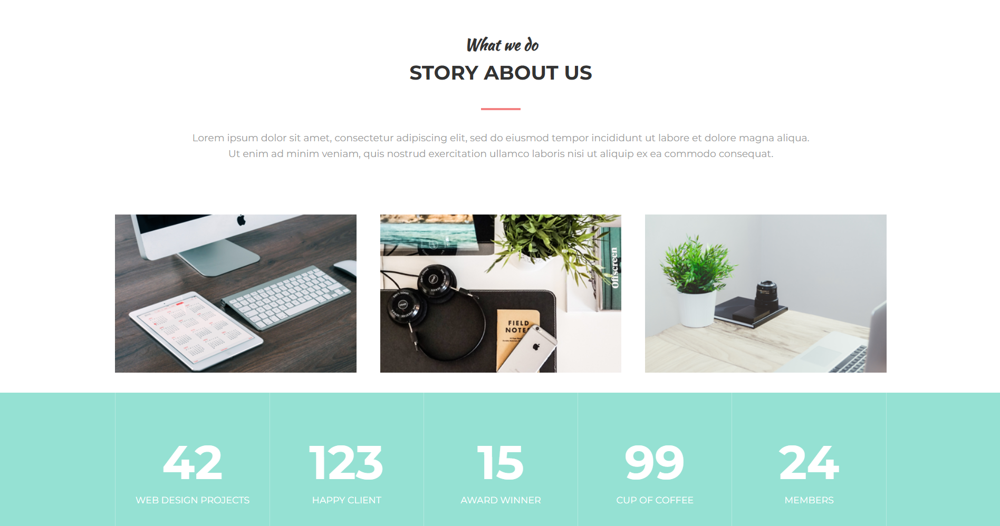 What we do
STORY ABOUT US
Lorem ipsum dolor sit amet, consectetur adipiscing elit, sed do eiusmod tempor incididunt ut labore et dolore magna aliqua.
Ut enim ad minim veniam, quis nostrud exercitation ullamco laboris nisi ut aliquip ex ea commodo consequat.
Offscreen
FIELD
NOTES
42
123
15
99
24
WEB DESIGN PROJECTS
HAPPY CLIENT
AWARD WINNER
CUP OF COFFEE
MEMBERS